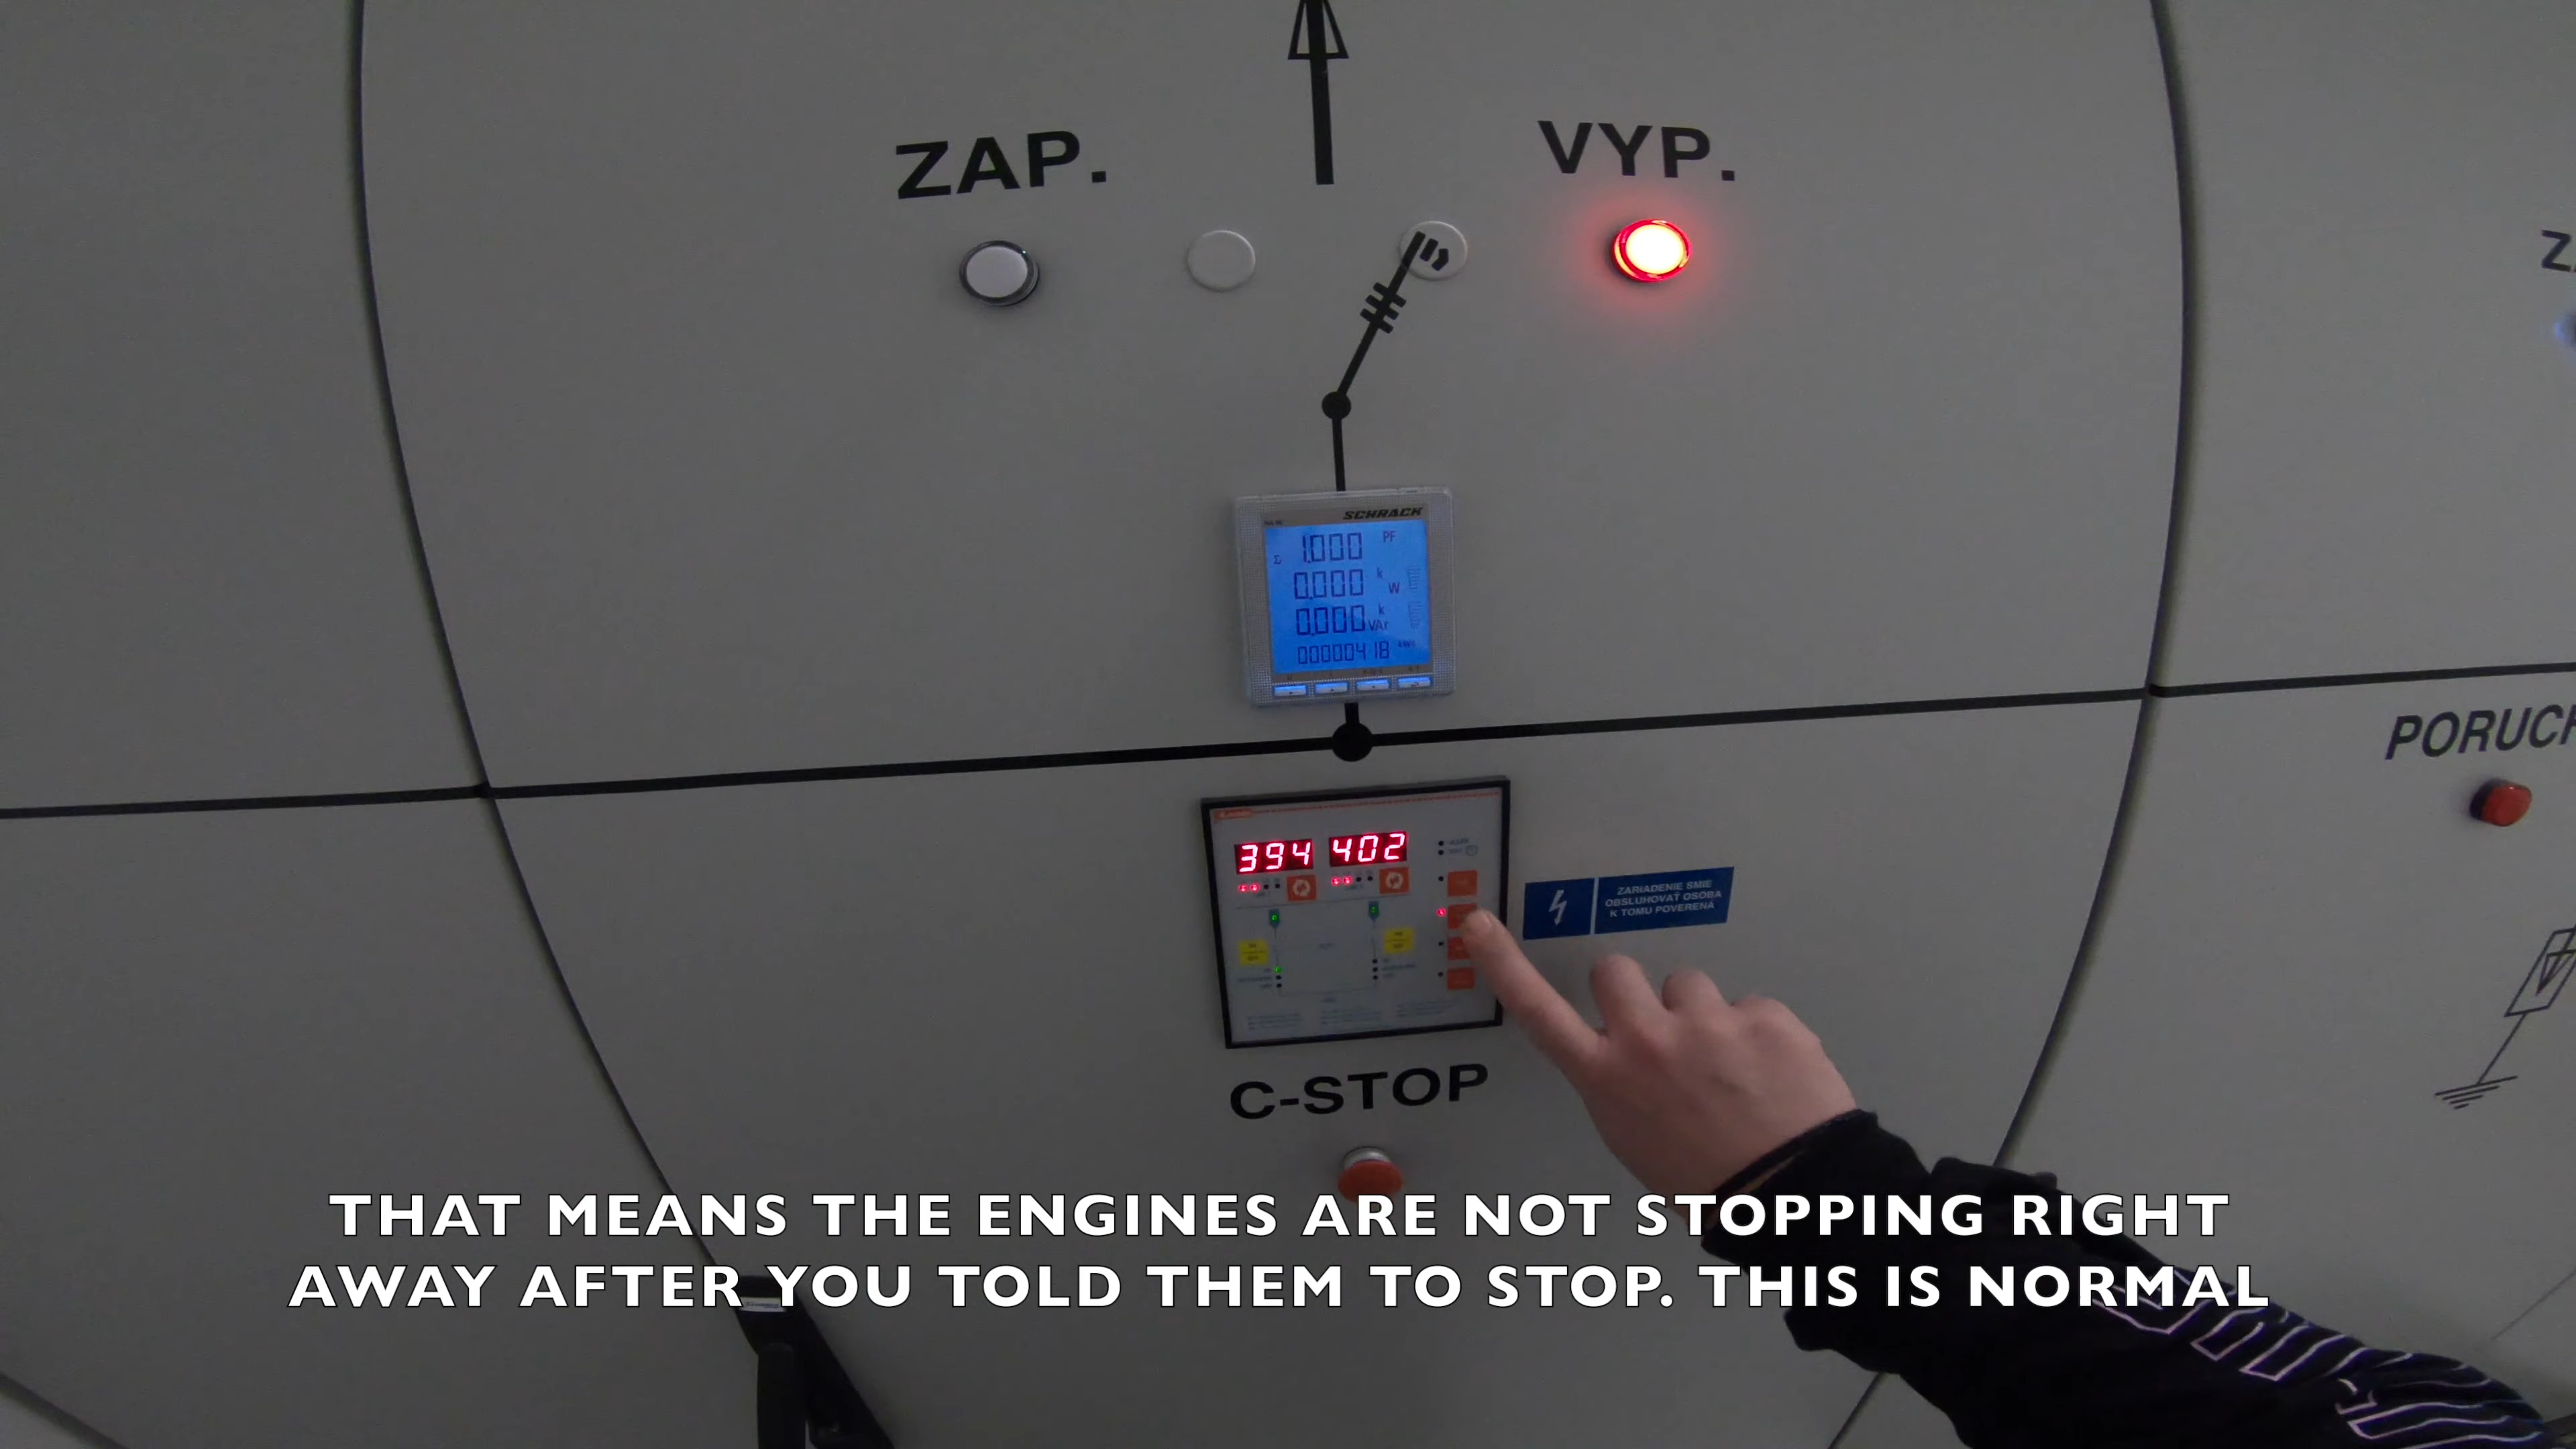 ZAP.
VYP.
SCHRACK
1.000 PF
Σ
0.000 k
W
0.000 k
VAr
00000418
PORUCH
394 402
ZARIADENIE SMIE
OBSLUHOVAŤ OSOBA
K TOMU POVERENÁ
C-STOP
THAT MEANS THE ENGINES ARE NOT STOPPING RIGHT
AWAY AFTER YOU TOLD THEM TO STOP. THIS IS NORMAL